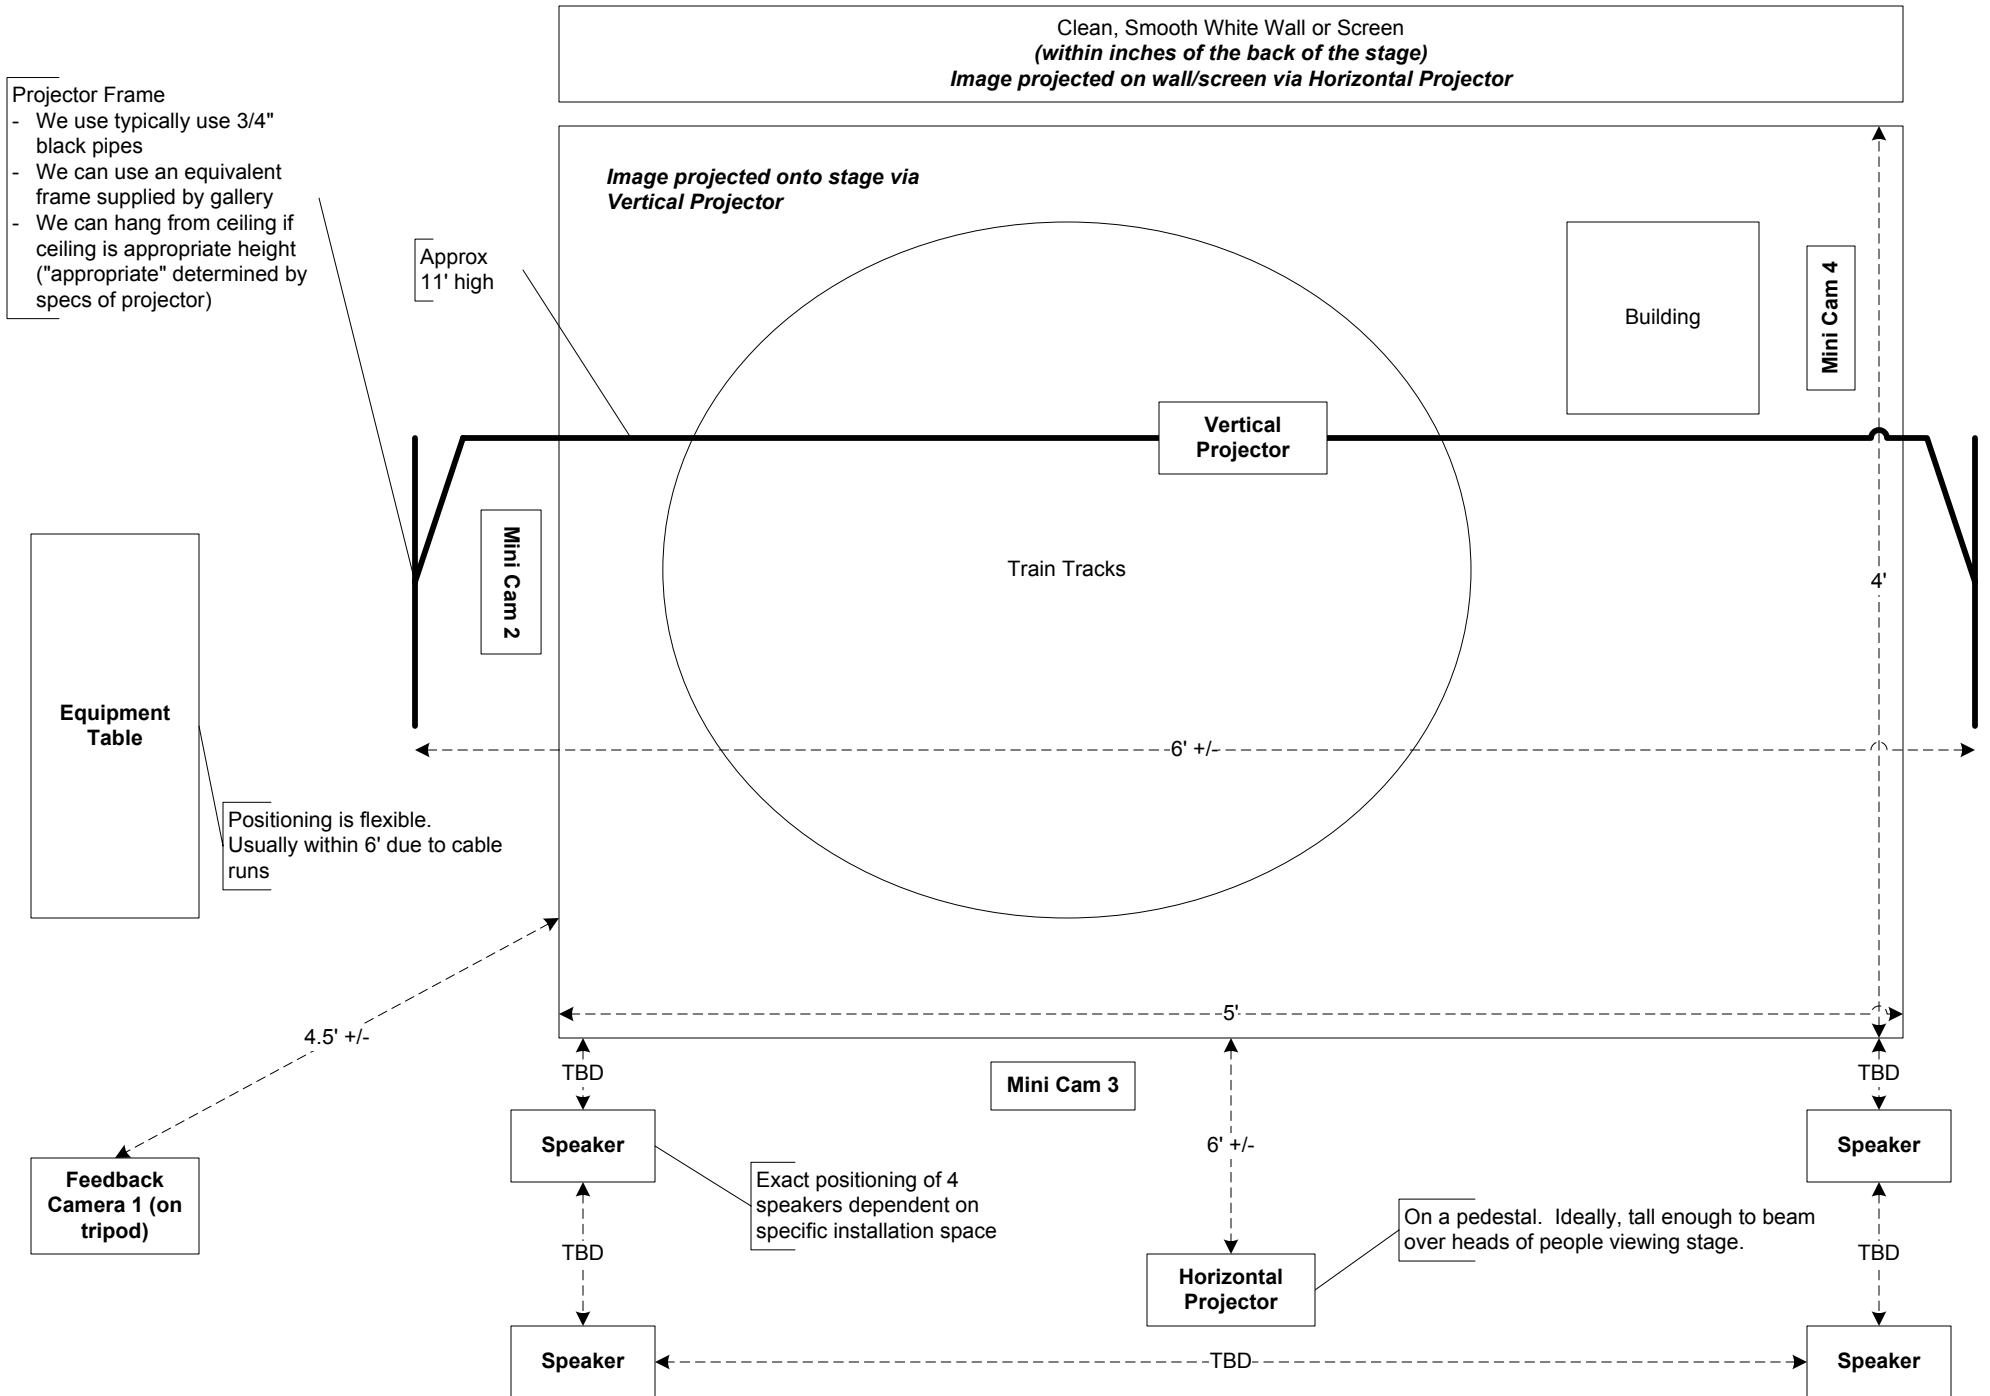 Clean, Smooth White Wall or Screen
(within inches of the back of the stage)
Image projected on wall/screen via Horizontal Projector
Projector Frame
- We use typically use 3/4"
black pipes
- We can use an equivalent
frame supplied by gallery
- We can hang from ceiling if
ceiling is appropriate height
("appropriate" determined by
specs of projector)
Image projected onto stage via
Vertical Projector
Approx
11' high
Building
Mini Cam 4
Vertical
Projector
Mini Cam 2
Train Tracks
4'
Equipment
Table
6' +/-
Positioning is flexible.
Usually within 6' due to cable
runs
5'
4.5' +/-
TBD
Mini Cam 3
TBD
Speaker
6' +/-
Speaker
Feedback
Camera 1 (on
tripod)
Exact positioning of 4
speakers dependent on
specific installation space
On a pedestal.  Ideally, tall enough to beam
over heads of people viewing stage.
TBD
TBD
Horizontal
Projector
Speaker
TBD
Speaker